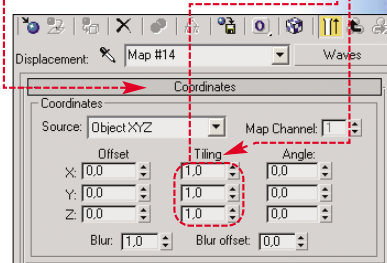 Displacement: Map #14 Waves
Coordinates
Coordinates
Source: Object XYZ Map Channel: 1
Offset Tiling Angle:
X: 0,0 1,0 0,0
Y: 0,0 1,0 0,0
Z: 0,0 1,0 0,0
Blur: 1,0 Blur offset: 0,0